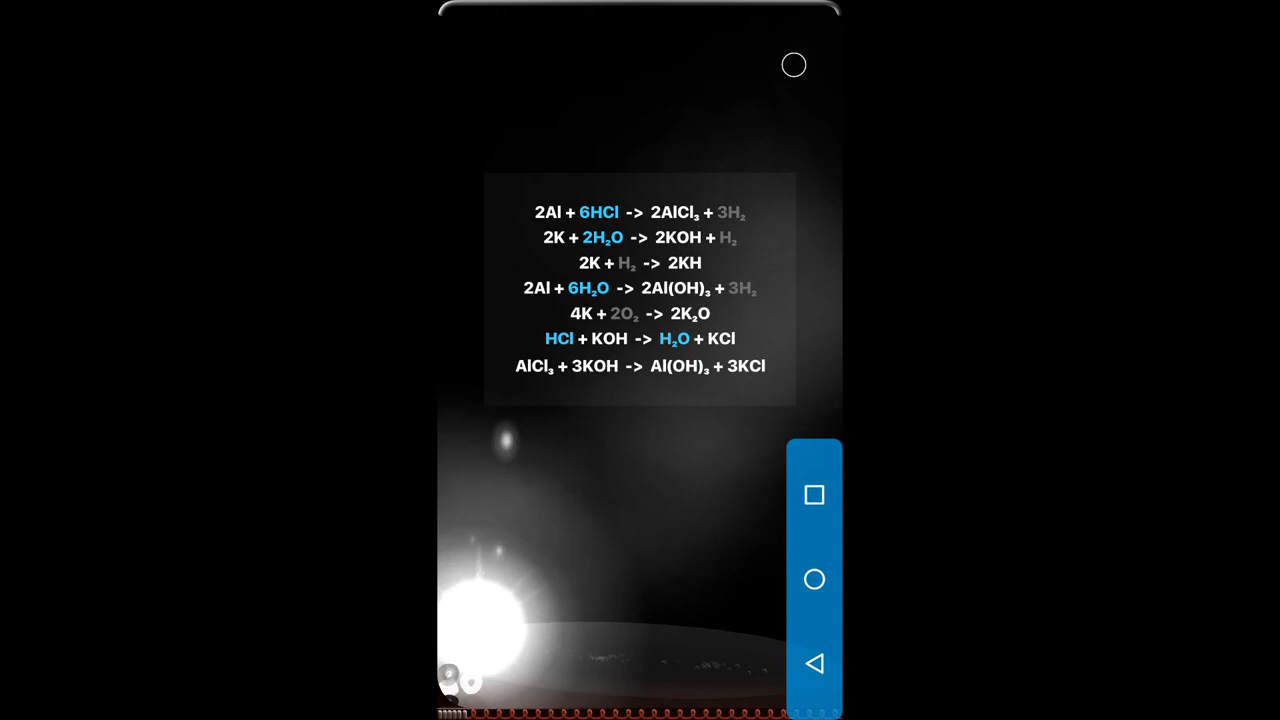 2Al + 6HCl -> 2AlCl₃ + 3H₂
2K + 2H₂O -> 2KOH + H₂
2K + H₂ -> 2KH
2Al + 6H₂O -> 2Al(OH)₃ + 3H₂
4K + 2O₂ -> 2K₂O
HCl + KOH -> H₂O + KCl
AlCl₃ + 3KOH -> Al(OH)₃ + 3KCl